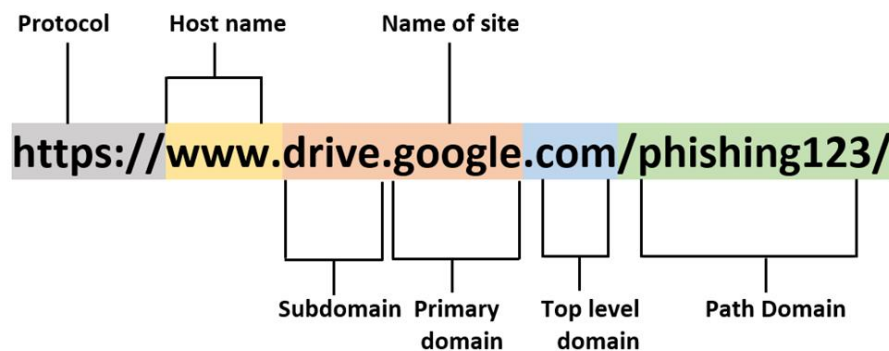 Protocol Host name Name of site
https://www.drive.google.com/phishing123/
Subdomain Primary domain Top level domain Path Domain